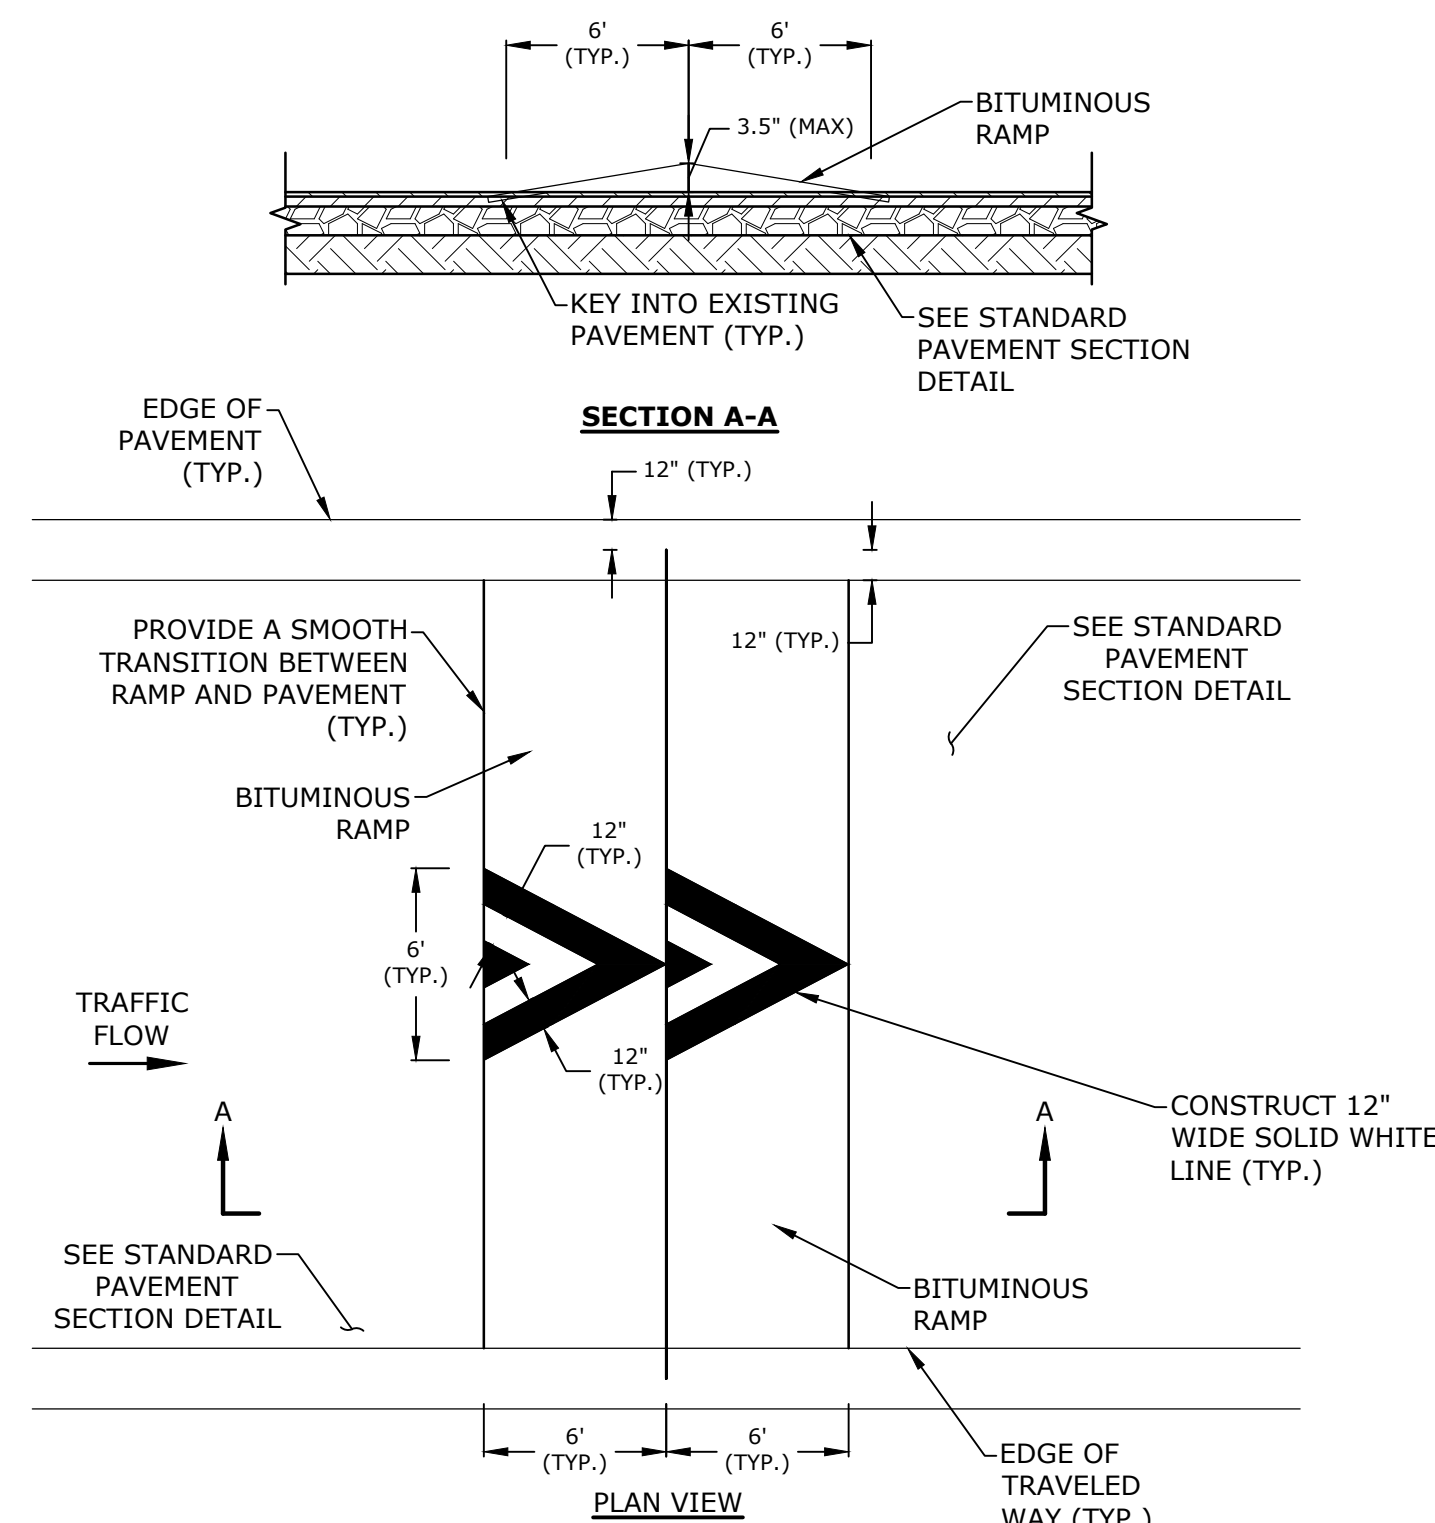 6'
(TYP.)
6'
(TYP.)
3.5" (MAX)
BITUMINOUS
RAMP
KEY INTO EXISTING
PAVEMENT (TYP.)
SEE STANDARD
PAVEMENT SECTION
DETAIL
SECTION A-A
EDGE OF
PAVEMENT
(TYP.)
12" (TYP.)
12" (TYP.)
PROVIDE A SMOOTH
TRANSITION BETWEEN
RAMP AND PAVEMENT
(TYP.)
SEE STANDARD
PAVEMENT
SECTION DETAIL
BITUMINOUS
RAMP
12"
(TYP.)
6'
(TYP.)
TRAFFIC
FLOW
12"
(TYP.)
A
A
CONSTRUCT 12"
WIDE SOLID WHITE
LINE (TYP.)
SEE STANDARD
PAVEMENT
SECTION DETAIL
BITUMINOUS
RAMP
6'
(TYP.)
6'
(TYP.)
EDGE OF
TRAVELED
WAY (TYP.)
PLAN VIEW